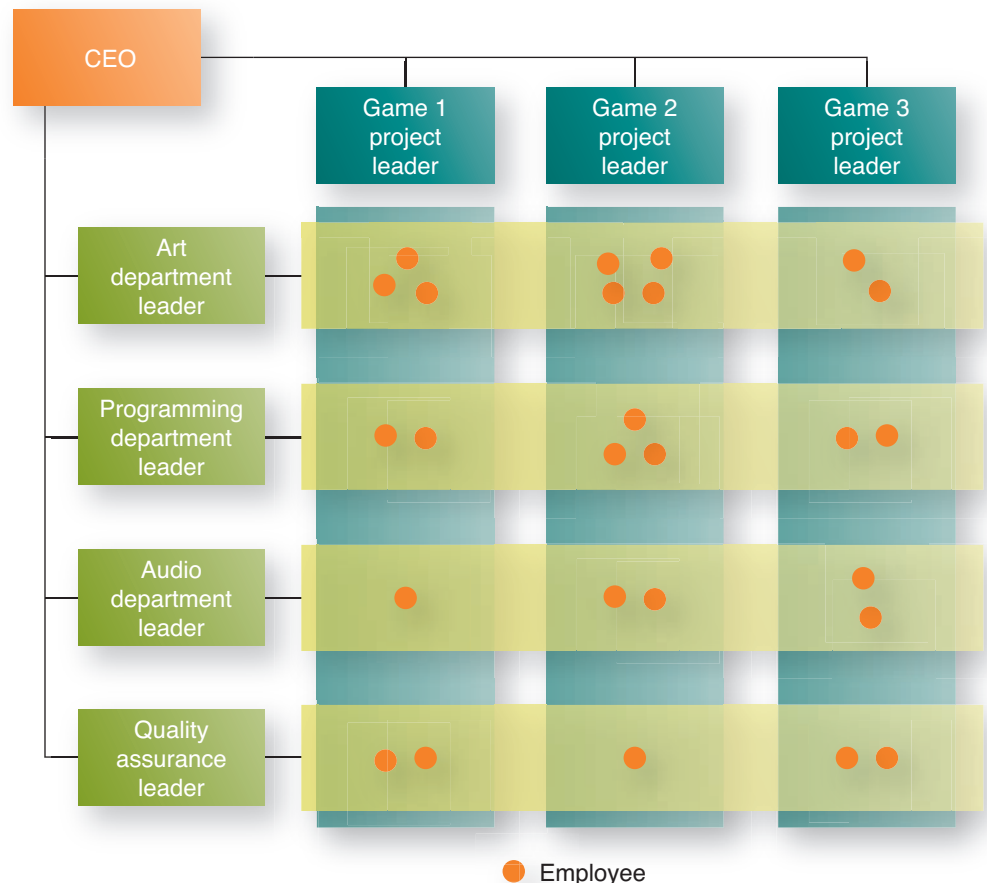 CEO
Game 1
project
leader
Game 2
project
leader
Game 3
project
leader
Art
department
leader
Programming
department
leader
Audio
department
leader
Quality
assurance
leader
Employee